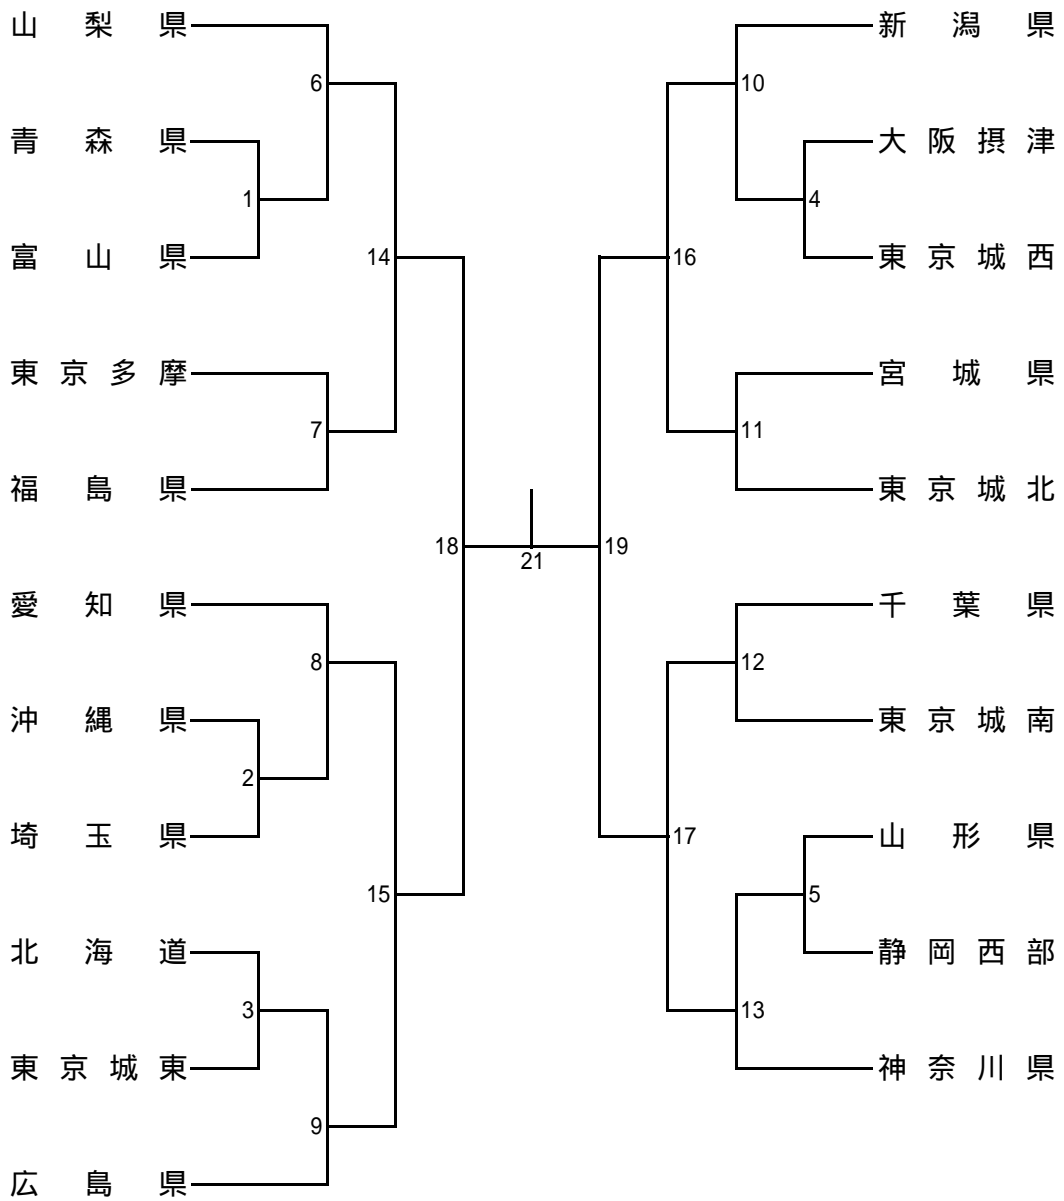 山梨県
6
青森県
1
富山県
14
東京多摩
7
福島県
18
愛知県
8
沖縄県
2
埼玉県
15
北海道
3
東京城東
9
広島県
21
新潟県
10
大阪摂津
4
東京城西
16
宮城県
11
東京城北
19
千葉県
12
東京城南
17
山形県
5
静岡西部
13
神奈川県